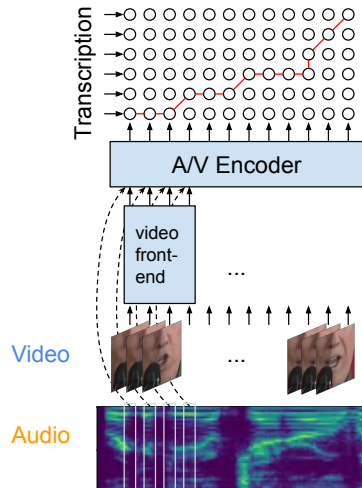 Transcription
A/V Encoder
video
front-
end
...
Video
...
Audio